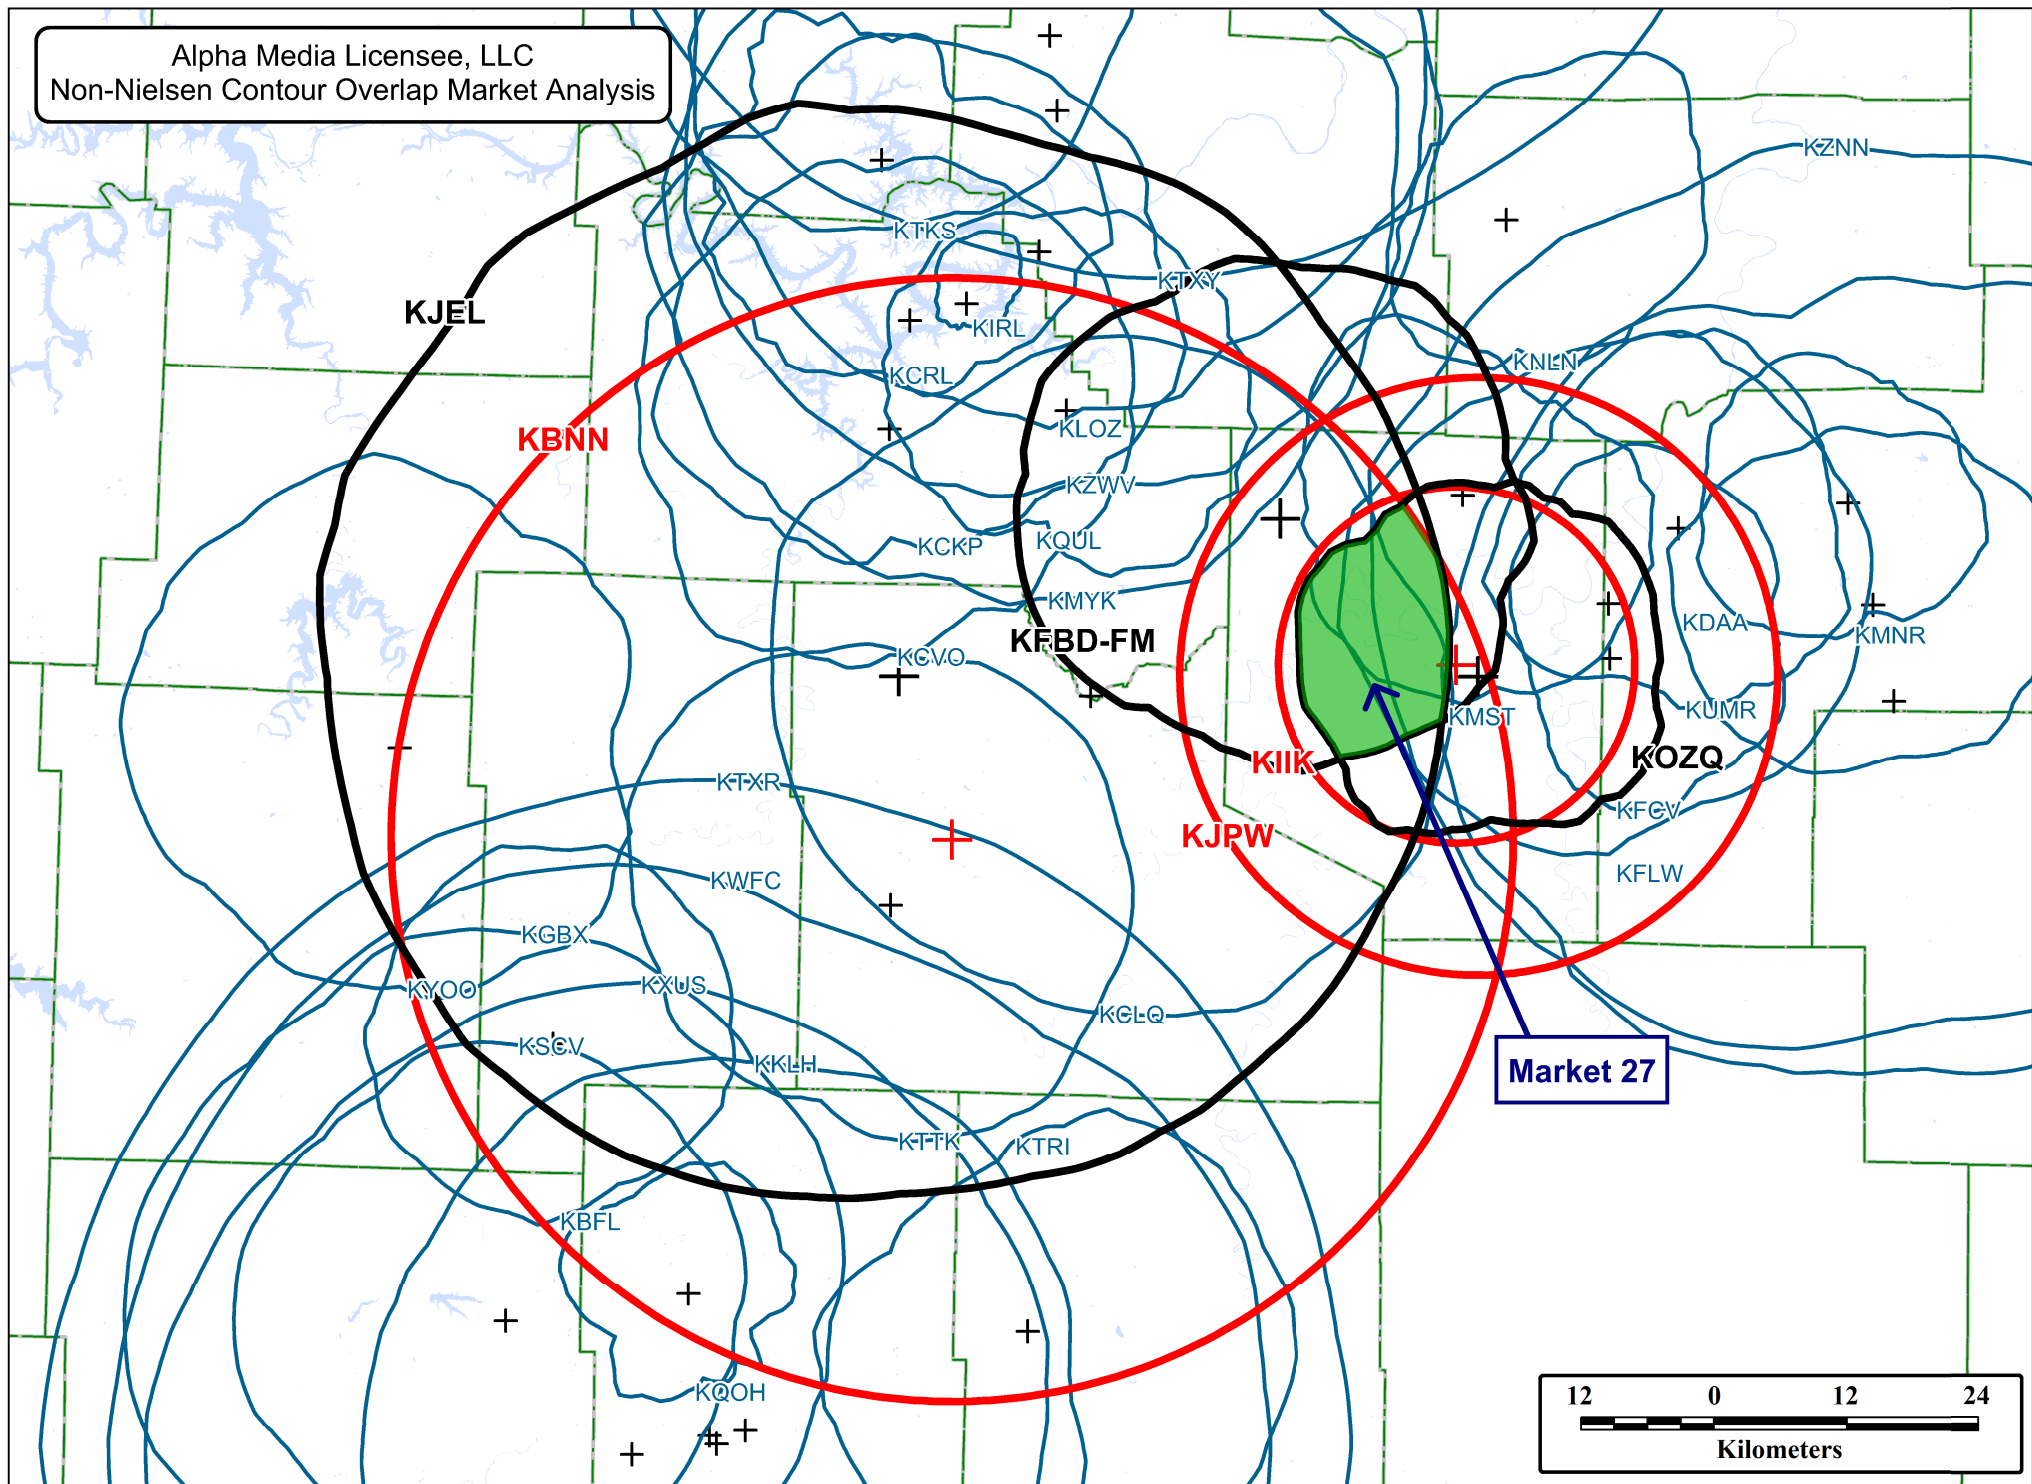 Alpha Media Licensee, LLC
Non-Nielsen Contour Overlap Market Analysis
KZNN
KTKS
KTXY
KJEL
KIRL
KNLN
KCRL
KLOZ
KBNN
KZWV
KQUL
KCKP
KMYK
KDAA
KMNR
KFBD-FM
KCVO
KUMR
KMST
KOZQ
KIIK
KTXR
KFCV
KJPW
KFLW
KWFC
KGBX
KXUS
KYOO
KCLQ
KSCV
KKLH
Market 27
KTTK
KTRI
KBFL
KQOH
12 0 12 24
Kilometers